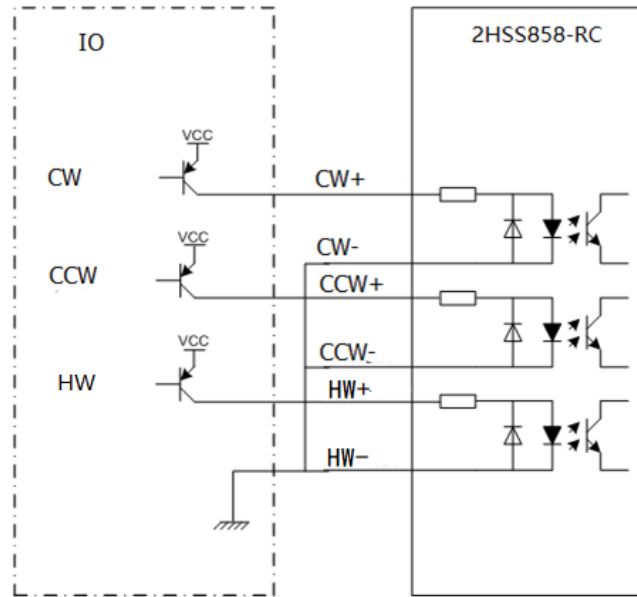 IO
2HSS858-RC
VCC
CW
CW+
CW-
VCC
CCW
CCW+
CCW-
VCC
HW
HW+
HW-